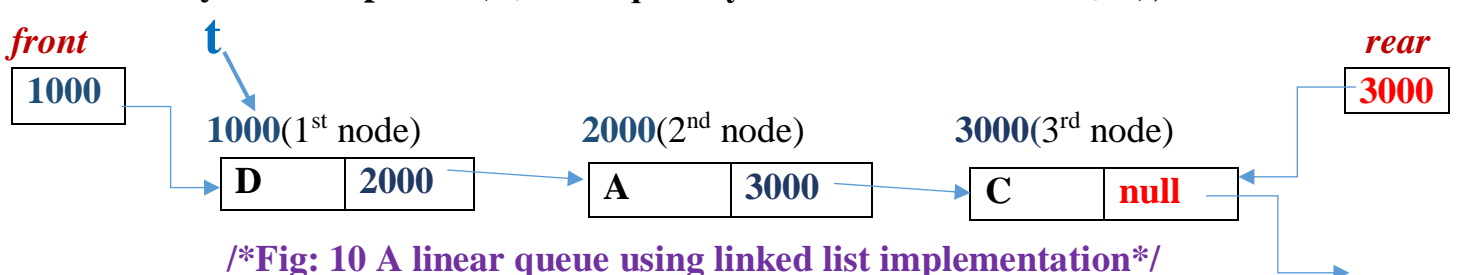 front t rear
1000 3000
1000(1st node) 2000(2nd node) 3000(3rd node)
D 2000 A 3000 C null
/*Fig: 10 A linear queue using linked list implementation*/